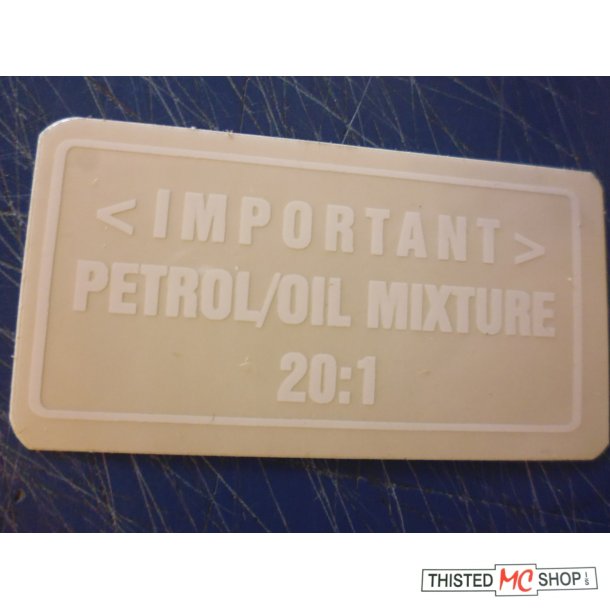 <IMPORTANT>
PETROL/OIL MIXTURE
20:1
THISTED MC SHOP I/S